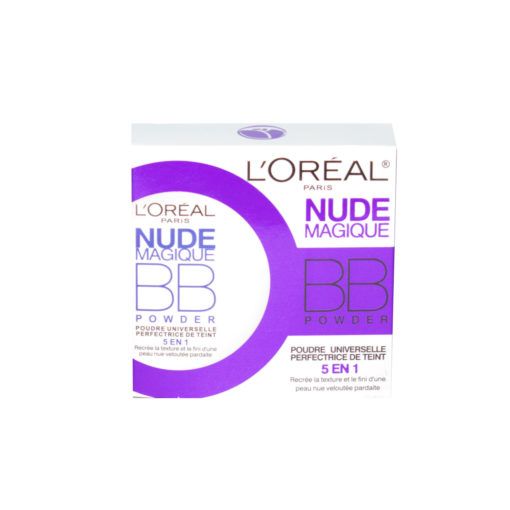 L'ORÉAL
PARIS
NUDE
MAGIQUE
BB
POWDER
POUDRE UNIVERSELLE
PERFECTRICE DE TEINT
5 EN 1
Recrée la texture et le fini d'une
peau nue veloutée pardaite
L'ORÉAL®
PARIS
NUDE
MAGIQUE
BB
POWDER
POUDRE UNIVERSELLE
PERFECTRICE DE TEINT
5 EN 1
Recrée la texture et le fini d'une
peau nue veloutée pardaite